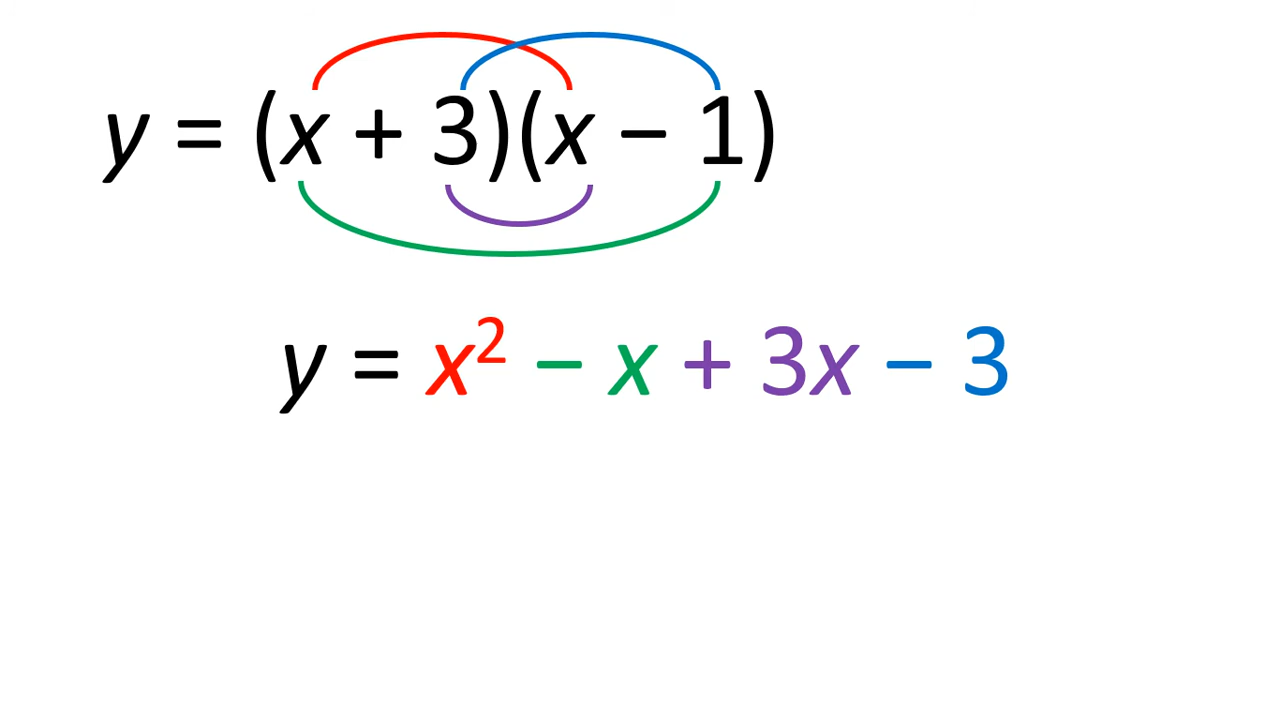 y = (x + 3)(x − 1)
y = x² − x + 3x − 3